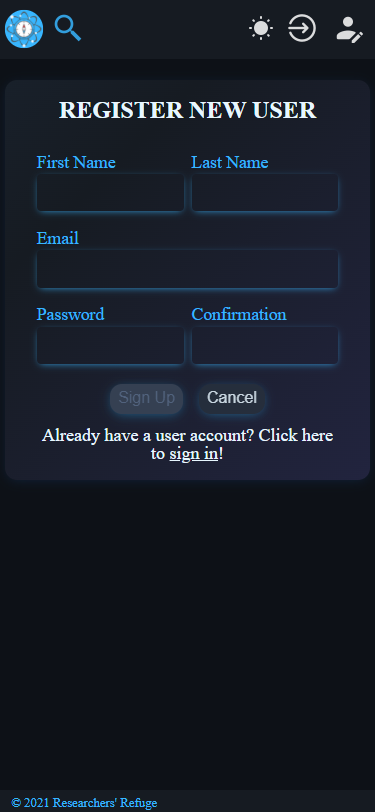 REGISTER NEW USER
First Name Last Name
Email
Password Confirmation
Sign Up Cancel
Already have a user account? Click here
to sign in!
© 2021 Researchers' Refuge